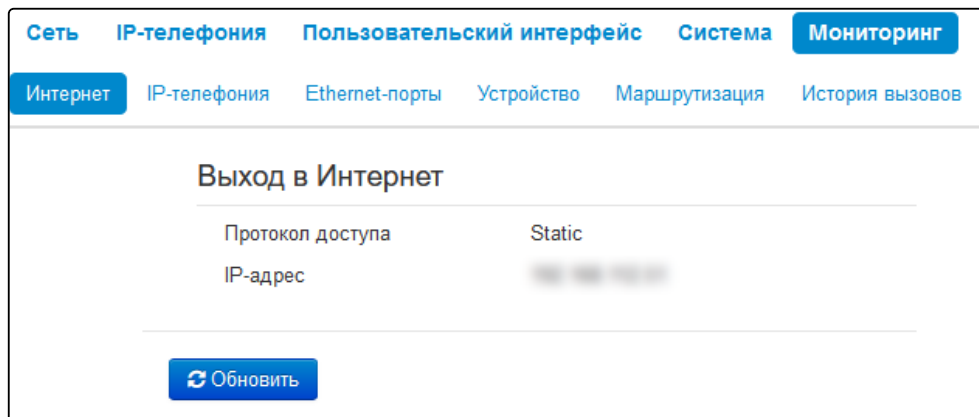 Сеть IP-телефония Пользовательский интерфейс Система Мониторинг
Интернет IP-телефония Ethernet-порты Устройство Маршрутизация История вызовов
Выход в Интернет
Протокол доступа Static
IP-адрес
Обновить